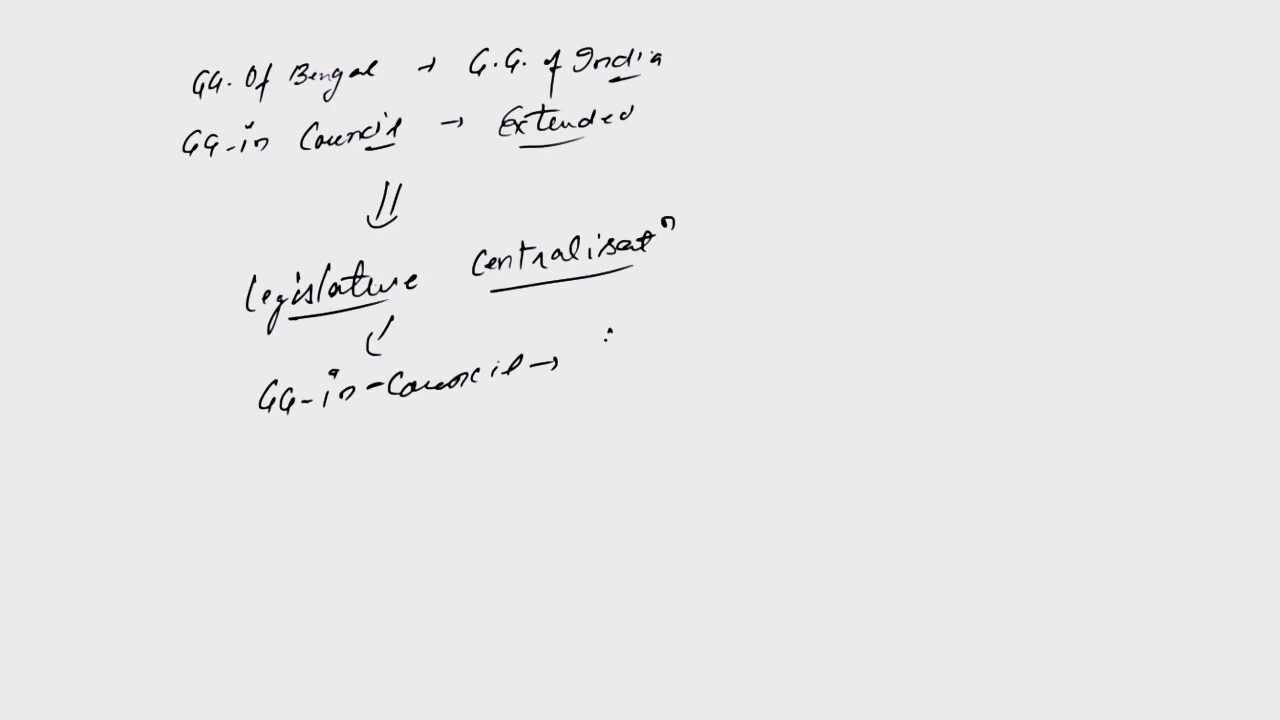 GG. Of Bengal → G.G. of India
GG-in Council → Extended
Legislature Centralisatⁿ
GG-in-Council →